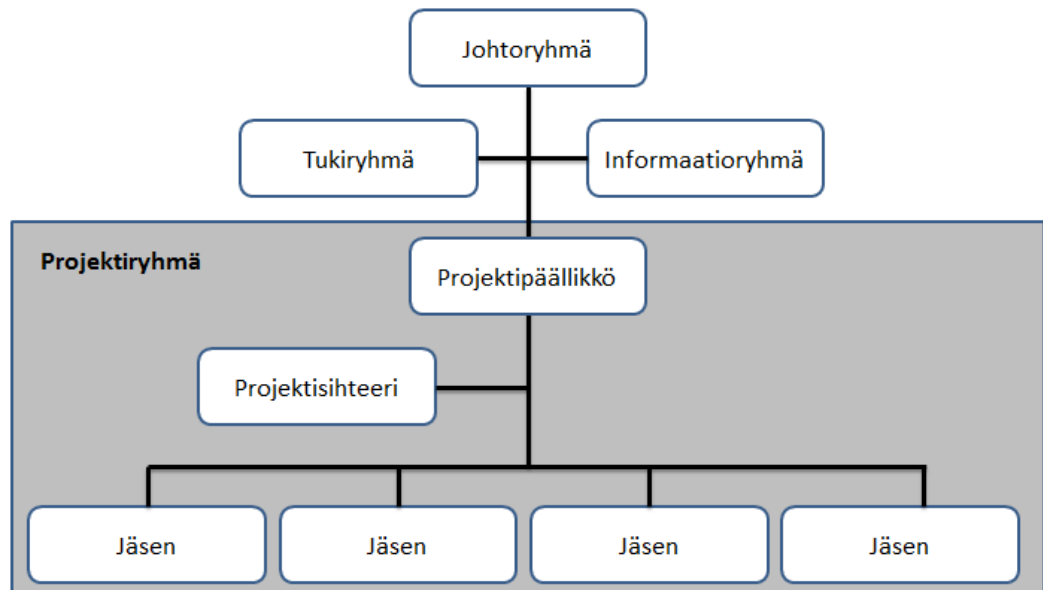 Johtoryhmä
Tukiryhmä
Informaatioryhmä
Projektiryhmä
Projektipäällikkö
Projektisihteeri
Jäsen
Jäsen
Jäsen
Jäsen